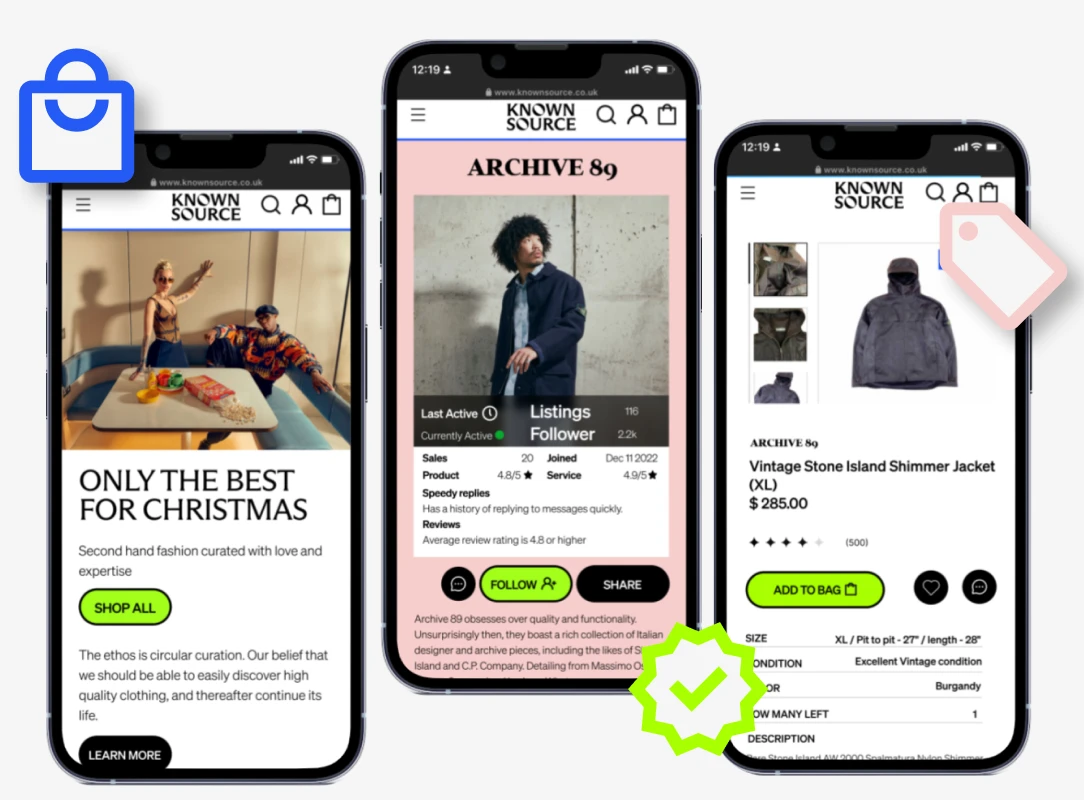 www.knownsource.co.uk
KNOWN
SOURCE
ONLY THE BEST
FOR CHRISTMAS
Second hand fashion curated with love and
expertise
SHOP ALL
The ethos is circular curation. Our belief that
we should be able to easily discover high
quality clothing, and thereafter continue its
life.
LEARN MORE
12:19
www.knownsource.co.uk
KNOWN
SOURCE
ARCHIVE 89
Last Active Listings 116
Currently Active Follower 2.2k
Sales 20 Joined Dec 11 2022
Product 4.8/5 ★ Service 4.9/5 ★
Speedy replies
Has a history of replying to messages quickly.
Reviews
Average review rating is 4.8 or higher
FOLLOW SHARE
Archive 89 obsesses over quality and functionality.
Unsurprisingly then, they boast a rich collection of Italian
designer and archive pieces, including the likes of
Island and C.P. Company. Detailing from Massimo
12:19
www.knownsource.co.uk
KNOWN
SOURCE
ARCHIVE 89
Vintage Stone Island Shimmer Jacket
(XL)
$ 285.00
(500)
ADD TO BAG
SIZE XL / Pit to pit - 27" / length - 28"
ONDITION Excellent Vintage condition
OR Burgandy
OW MANY LEFT 1
DESCRIPTION
Stone Island AW 2000 Spalmatura Nylon Shimmer